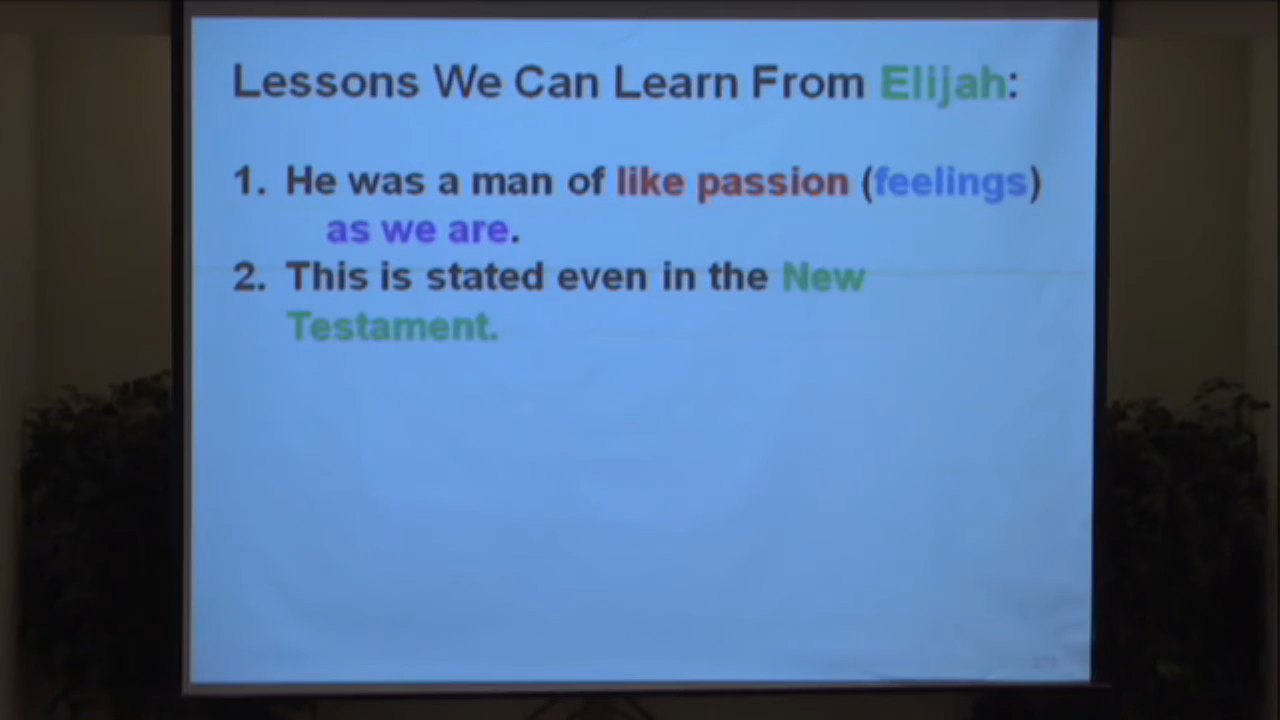 Lessons We Can Learn From Elijah:
1. He was a man of like passion (feelings)
as we are.
2. This is stated even in the New
Testament.